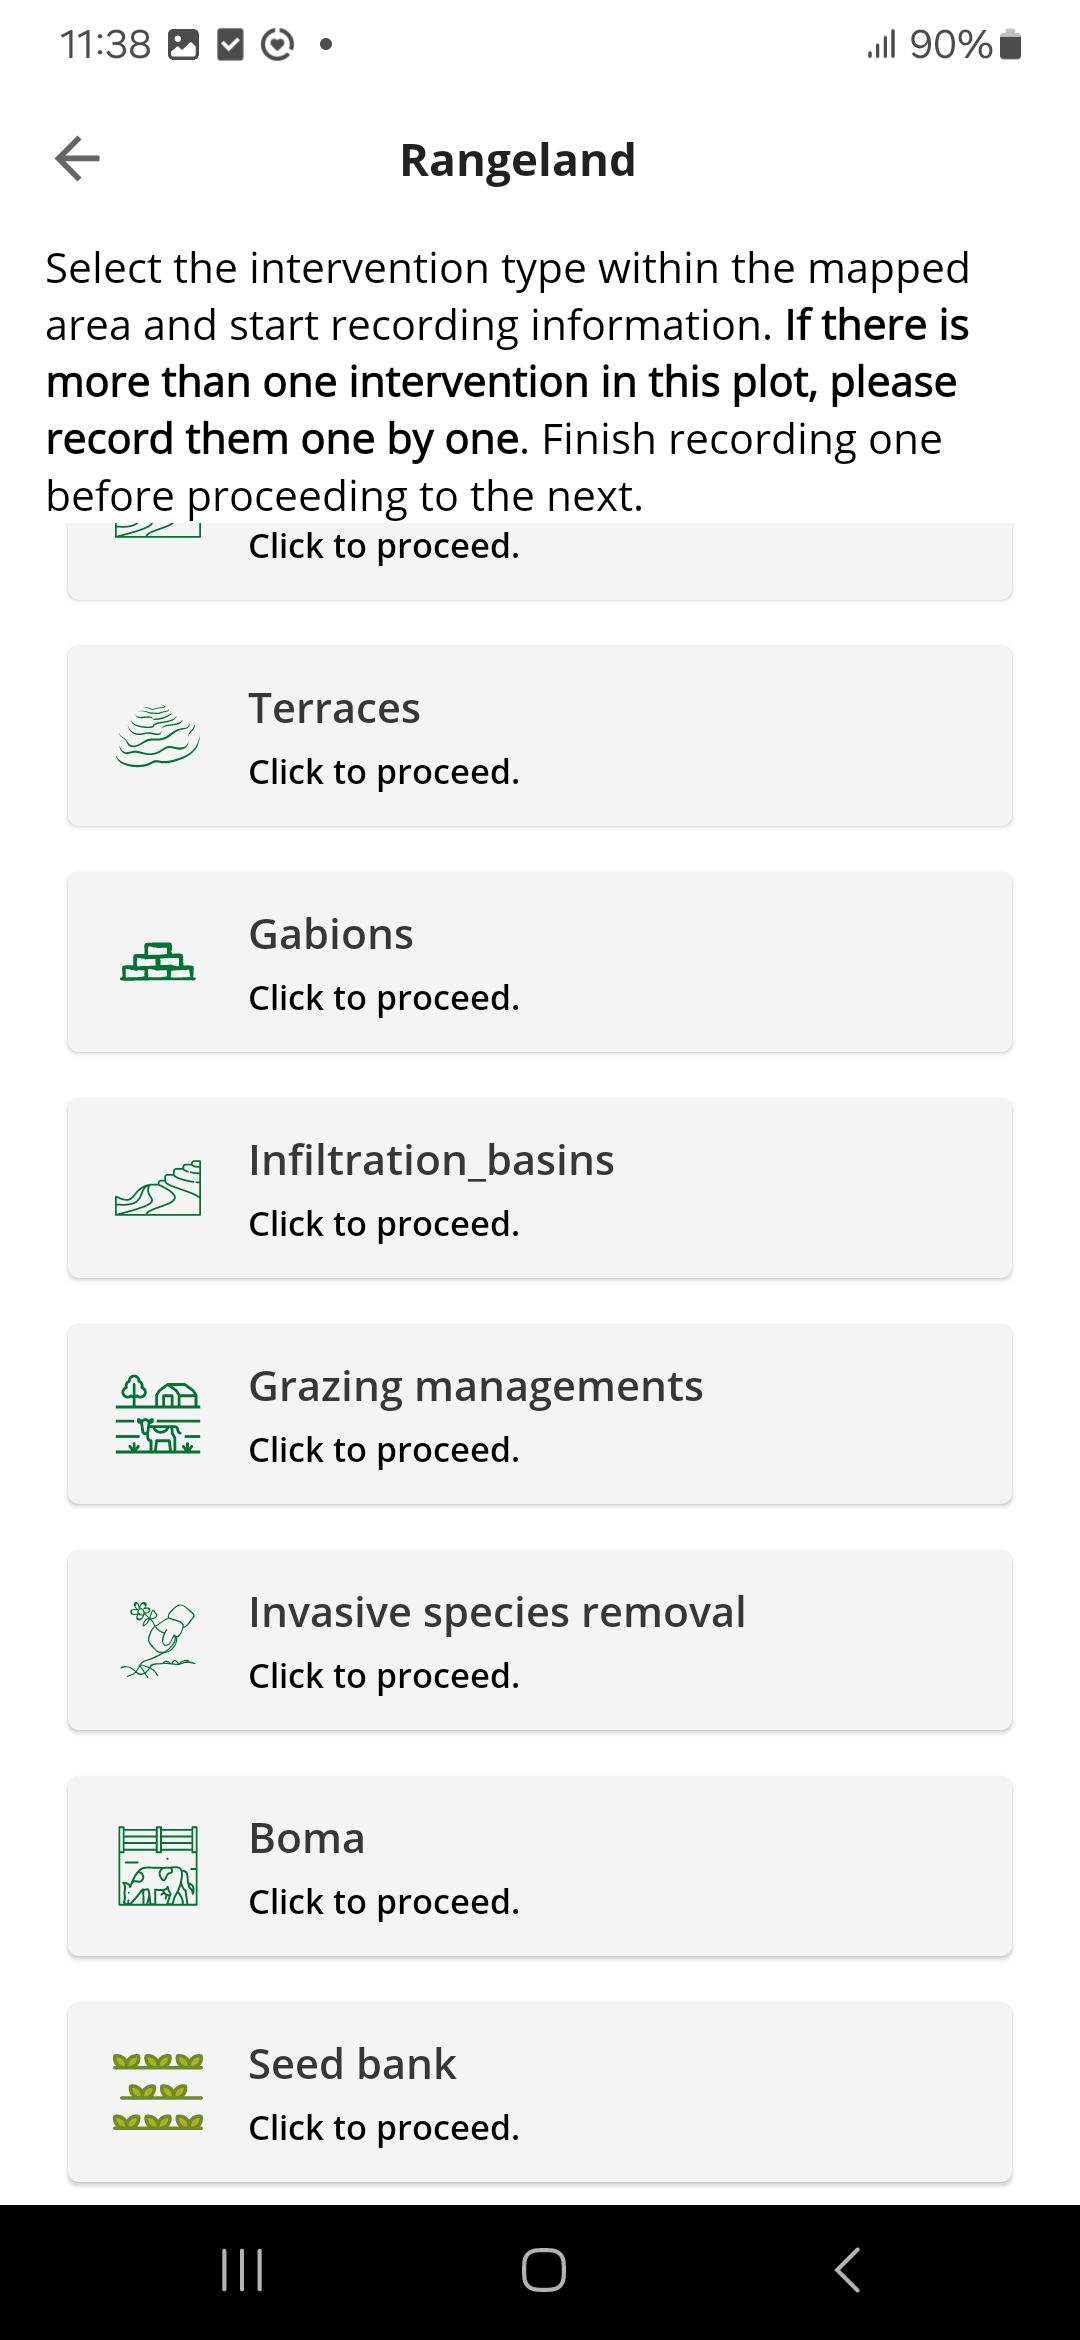 11:38
90%
Rangeland
Select the intervention type within the mapped
area and start recording information. If there is
more than one intervention in this plot, please
record them one by one. Finish recording one
before proceeding to the next.
Click to proceed.
Terraces
Click to proceed.
Gabions
Click to proceed.
Infiltration_basins
Click to proceed.
Grazing managements
Click to proceed.
Invasive species removal
Click to proceed.
Boma
Click to proceed.
Seed bank
Click to proceed.